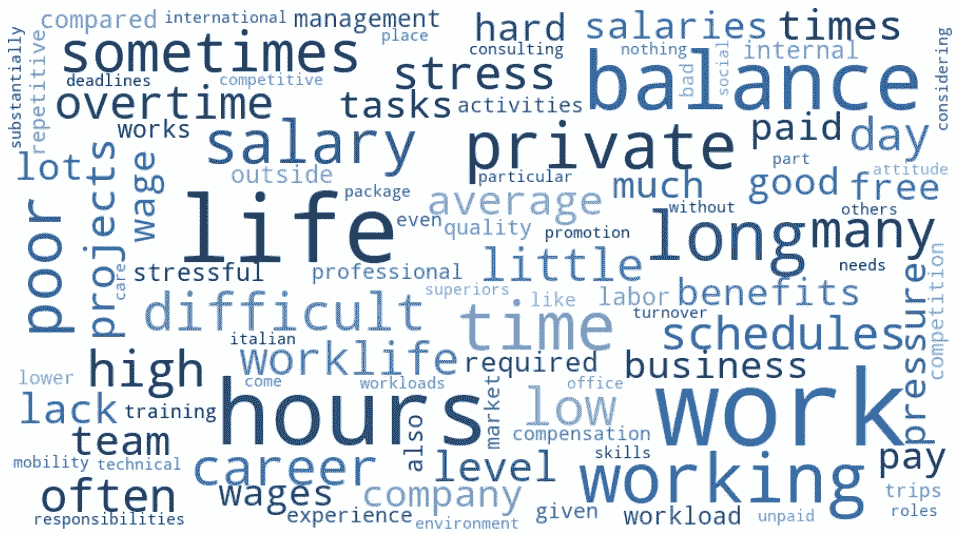 compared international management
place
hard salaries times
substantially
repetitive
sometimes
consulting nothing internal
bad social
considering
deadlines competitive stress
balance
overtime tasks activities
works salary private paid day
lot projects wage outside
particular part attitude
package much good free
poor life even average
quality promotion without others
long many
care stressful professional little needs
superiors like labor benefits
difficult time turnover schedules
pressure competition
italian worklife required business
lower high come workloads office
lack training hours market low work
also compensation
team skills
mobility technical career level working pay
often wages company trips
responsibilities experience environment given workload unpaid roles